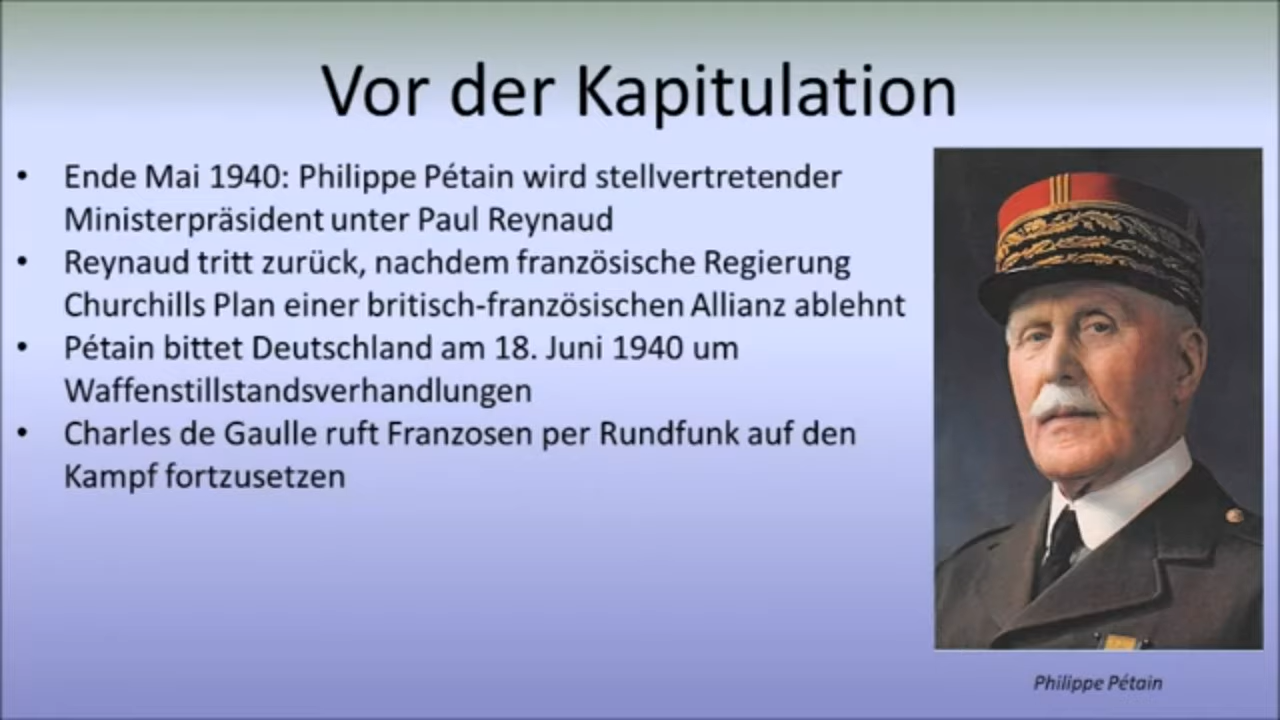 Vor der Kapitulation
• Ende Mai 1940: Philippe Pétain wird stellvertretender
Ministerpräsident unter Paul Reynaud
• Reynaud tritt zurück, nachdem französische Regierung
Churchills Plan einer britisch-französischen Allianz ablehnt
• Pétain bittet Deutschland am 18. Juni 1940 um
Waffenstillstandsverhandlungen
• Charles de Gaulle ruft Franzosen per Rundfunk auf den
Kampf fortzusetzen
Philippe Pétain